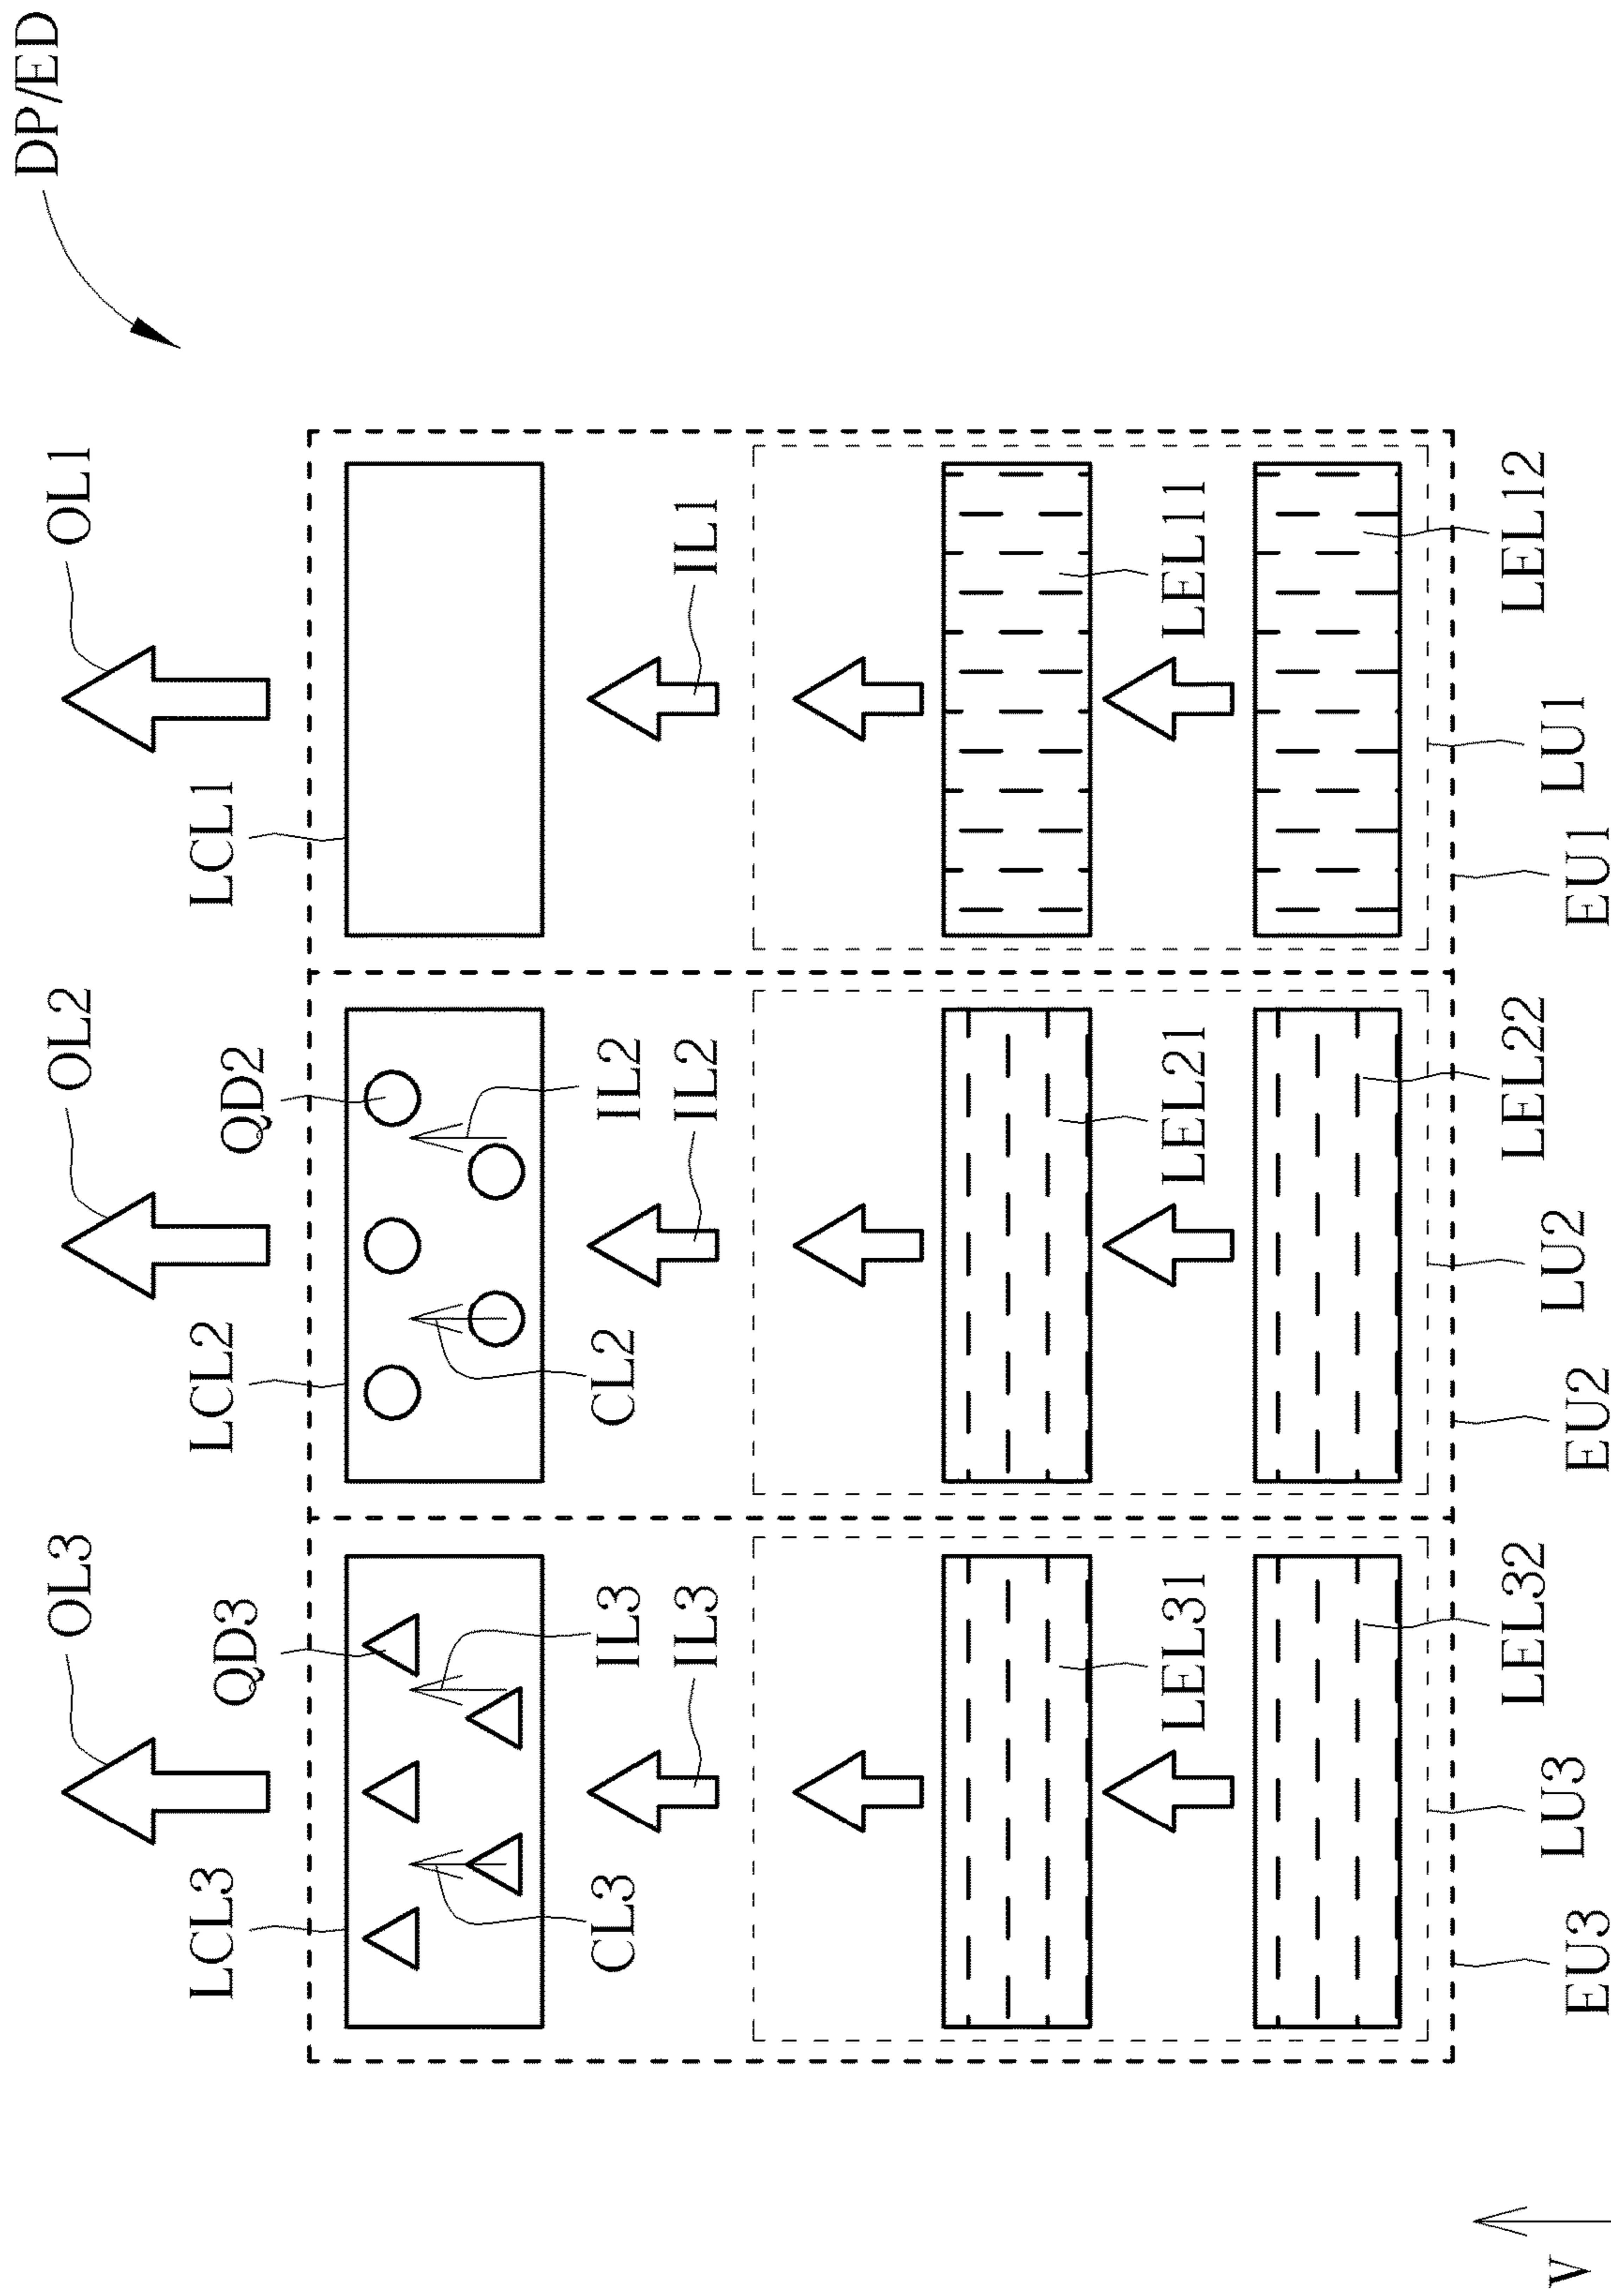 DP/ED
OL3
OL2
OL1
LCL3
QD3
LCL2
QD2
LCL1
CL3
IL3
CL2
IL2
IL3
IL2
IL1
LEL31
LEL21
LEL11
LEL32
LEL22
LEL12
V
LU3
LU2
LU1
EU3
EU2
EU1